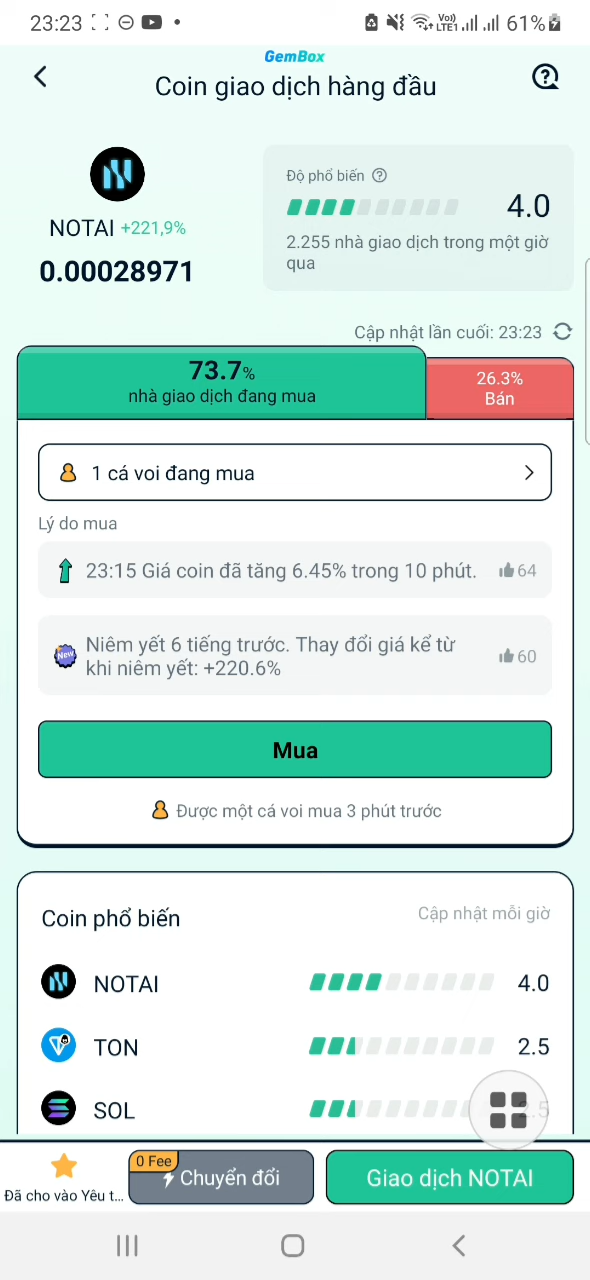 23:23
Vo))
LTE1
61%
GemBox
Coin giao dịch hàng đầu
NOTAI +221,9%
0.00028971
Độ phổ biến
4.0
2.255 nhà giao dịch trong một giờ
qua
Cập nhật lần cuối: 23:23
73.7%
nhà giao dịch đang mua
26.3%
Bán
1 cá voi đang mua
Lý do mua
23:15 Giá coin đã tăng 6.45% trong 10 phút.
64
New
Niêm yết 6 tiếng trước. Thay đổi giá kể từ
khi niêm yết: +220.6%
60
Mua
Được một cá voi mua 3 phút trước
Coin phổ biến
Cập nhật mỗi giờ
NOTAI
4.0
TON
2.5
SOL
2.5
Đã cho vào Yêu t...
0 Fee
Chuyển đổi
Giao dịch NOTAI